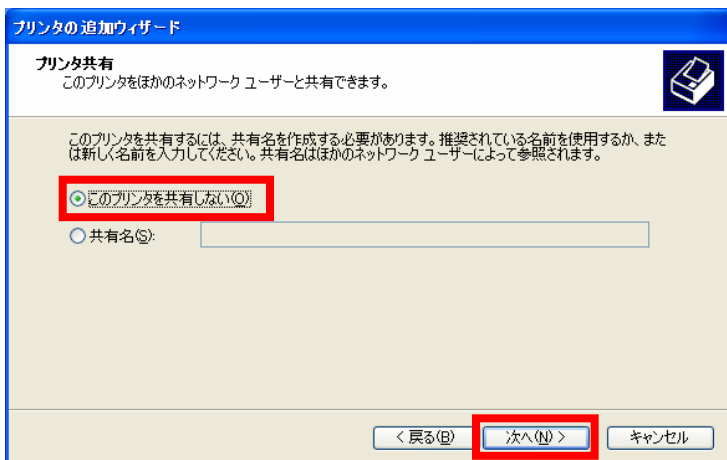 プリンタの追加ウィザード
プリンタ共有
このプリンタをほかのネットワーク ユーザーと共有できます。
このプリンタを共有するには、共有名を作成する必要があります。推奨されている名前を使用するか、また
は新しく名前を入力してください。共有名はほかのネットワーク ユーザーによって参照されます。
このプリンタを共有しない(O)
共有名(S):
< 戻る(B) 次へ(N) > キャンセル